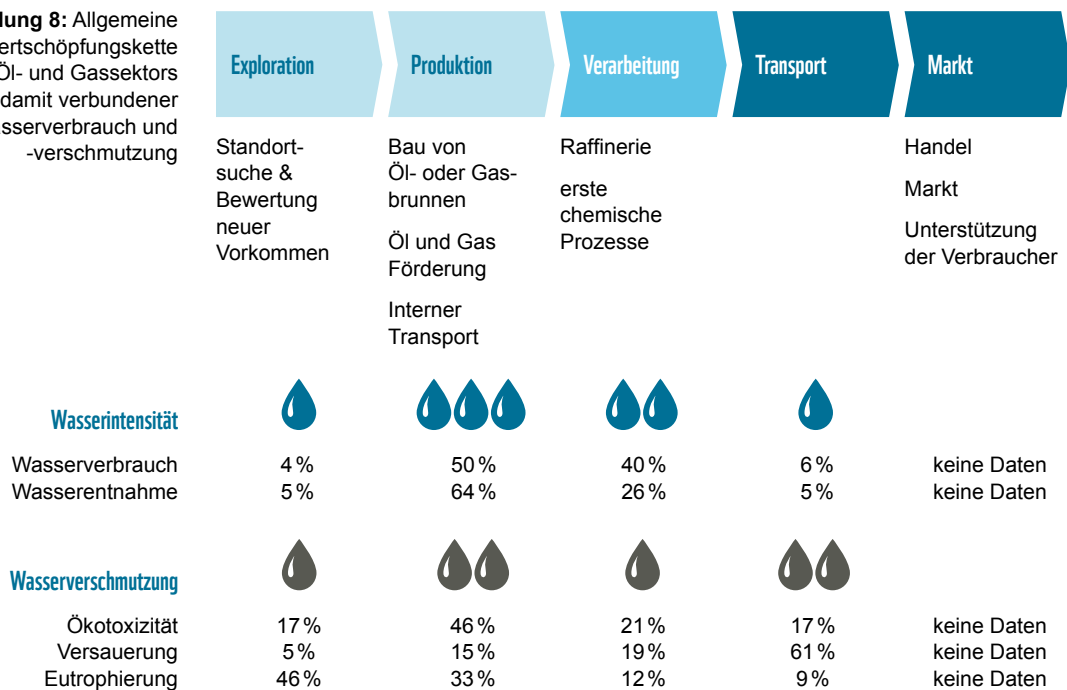 lung 8: Allgemeine
ertschöpfungskette
Öl- und Gassektors
damit verbundener
sserverbrauch und
-verschmutzung
Exploration
Produktion
Verarbeitung
Transport
Markt
Standort-
suche &
Bewertung
neuer
Vorkommen
Bau von
Öl- oder Gas-
brunnen
Öl und Gas
Förderung
Interner
Transport
Raffinerie
erste
chemische
Prozesse
Handel
Markt
Unterstützung
der Verbraucher
Wasserintensität
Wasserverbrauch 4 % 50 % 40 % 6 % keine Daten
Wasserentnahme 5 % 64 % 26 % 5 % keine Daten
Wasserverschmutzung
Ökotoxizität 17 % 46 % 21 % 17 % keine Daten
Versauerung 5 % 15 % 19 % 61 % keine Daten
Eutrophierung 46 % 33 % 12 % 9 % keine Daten